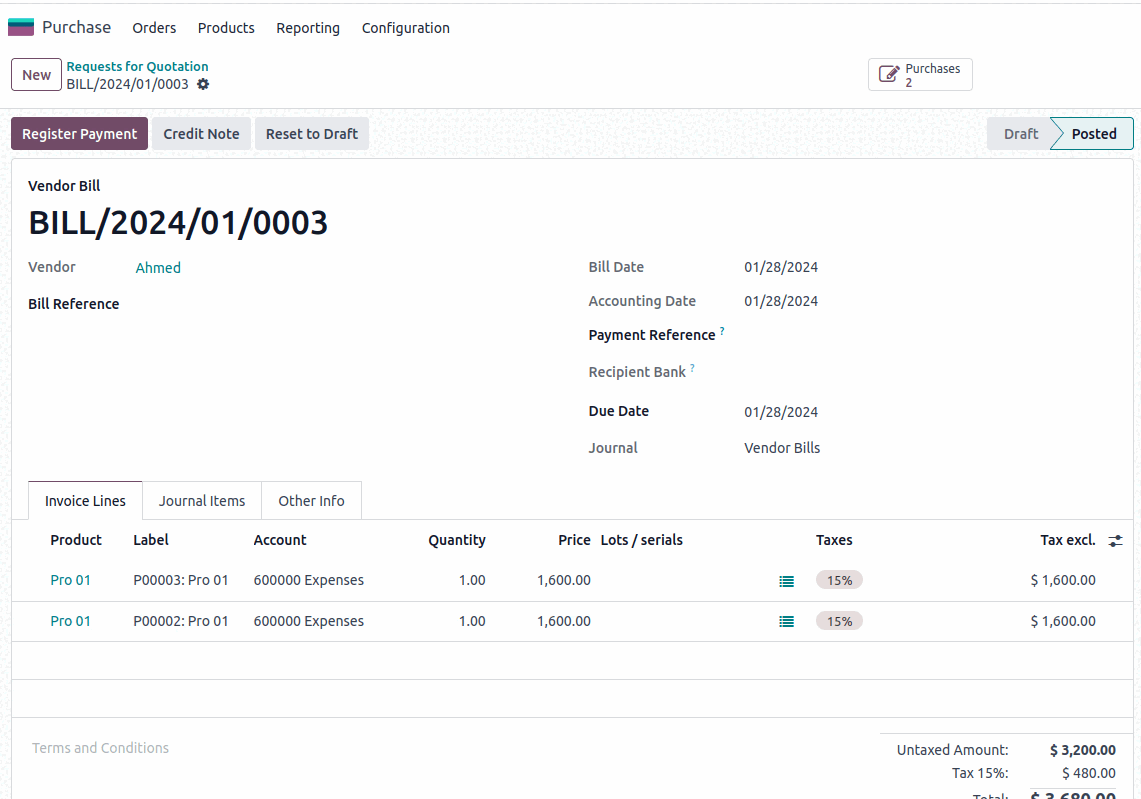 Purchase Orders Products Reporting Configuration
New Requests for Quotation
BILL/2024/01/0003
Purchases
2
Register Payment Credit Note Reset to Draft Draft Posted
Vendor Bill
BILL/2024/01/0003
Vendor Ahmed
Bill Reference
Bill Date 01/28/2024
Accounting Date 01/28/2024
Payment Reference ?
Recipient Bank ?
Due Date 01/28/2024
Journal Vendor Bills
Invoice Lines Journal Items Other Info
Product Label Account Quantity Price Lots / serials Taxes Tax excl.
Pro 01 P00003: Pro 01 600000 Expenses 1.00 1,600.00 15% $ 1,600.00
Pro 01 P00002: Pro 01 600000 Expenses 1.00 1,600.00 15% $ 1,600.00
Terms and Conditions
Untaxed Amount: $ 3,200.00
Tax 15%: $ 480.00
Total: $ 3,680.00